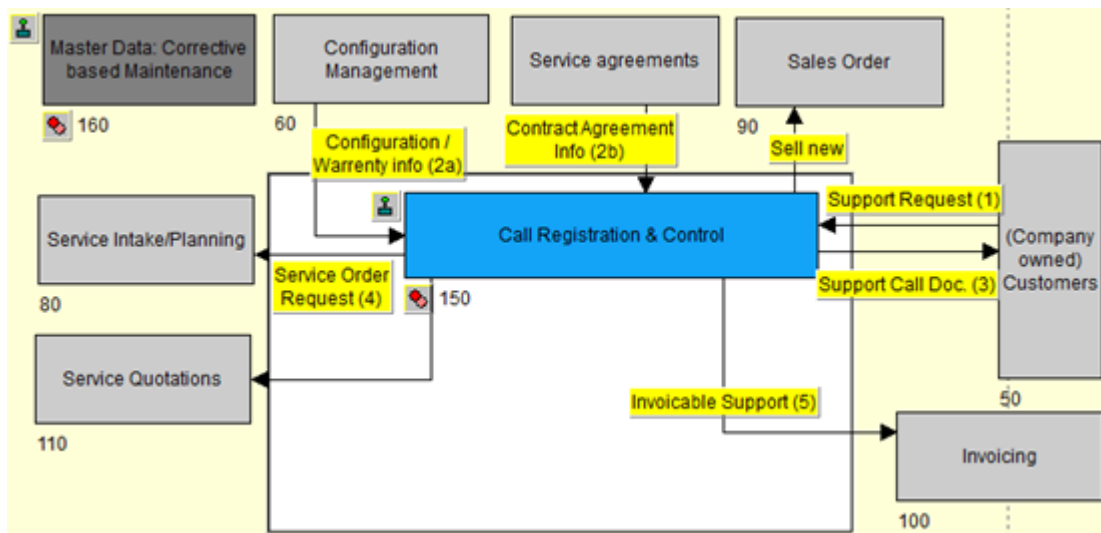 Master Data: Corrective
based Maintenance
160
Configuration
Management
60
Service agreements
Sales Order
90
Configuration /
Warrenty info (2a)
Contract Agreement
Info (2b)
Sell new
Support Request (1)
Service Intake/Planning
80
Call Registration & Control
150
Service Order
Request (4)
Support Call Doc. (3)
(Company
owned)
Customers
50
Service Quotations
110
Invoicable Support (5)
Invoicing
100